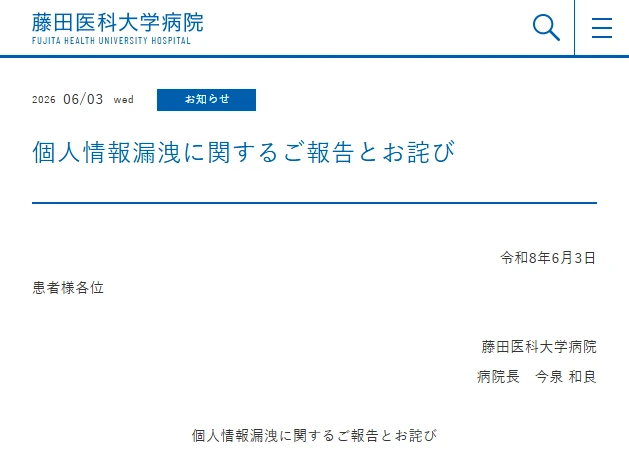 藤田医科大学病院
FUJITA HEALTH UNIVERSITY HOSPITAL
2026 06/03 wed お知らせ
個人情報漏洩に関するご報告とお詫び
令和8年6月3日
患者様各位
藤田医科大学病院
病院長　今泉 和良
個人情報漏洩に関するご報告とお詫び